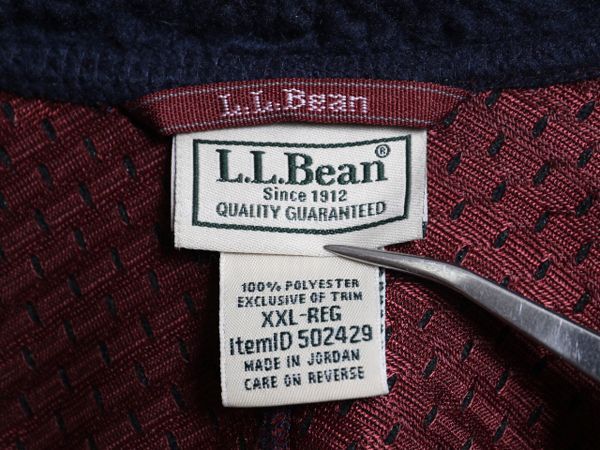 L.L.Bean
L.L.Bean®
Since 1912
QUALITY GUARANTEED
100% POLYESTER
EXCLUSIVE OF TRIM
XXL-REG
ItemID 502429
MADE IN JORDAN
CARE ON REVERSE